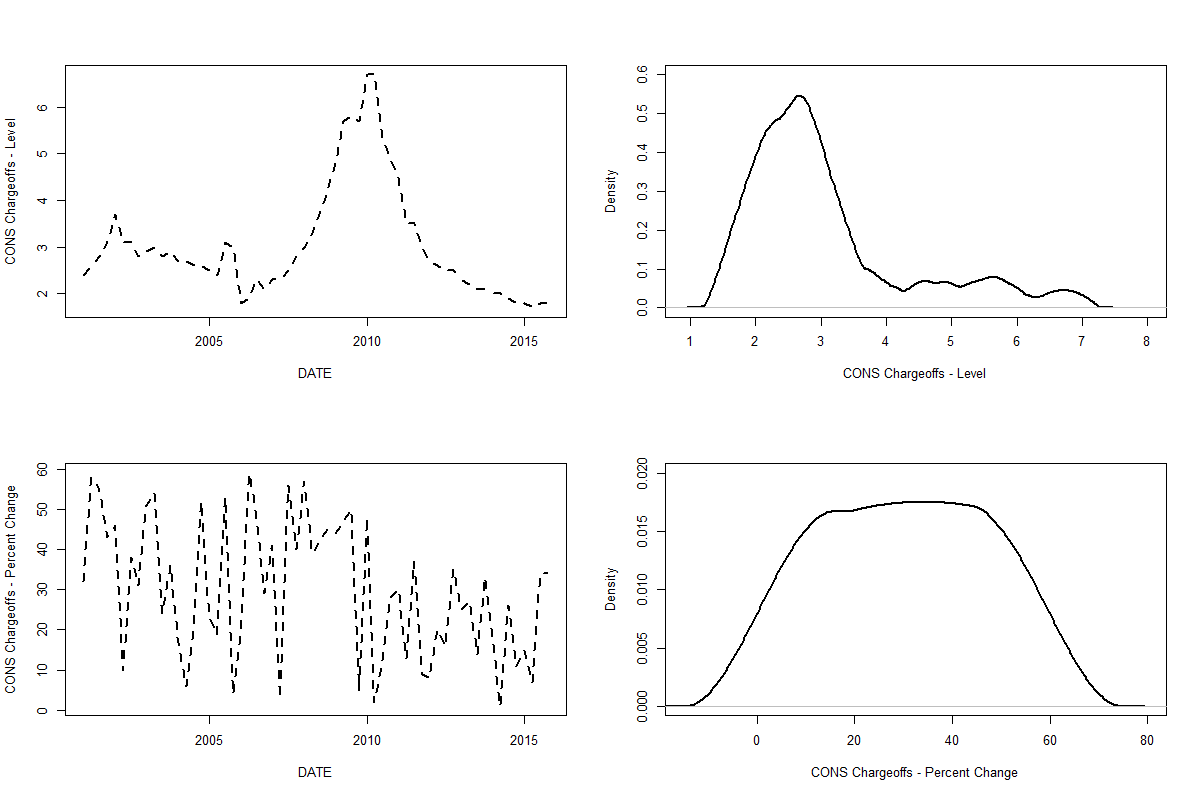 CONS Chargeoffs - Level
6
5
4
3
2
2005 2010 2015
DATE
Density
0.6
0.5
0.4
0.3
0.2
0.1
0.0
1 2 3 4 5 6 7 8
CONS Chargeoffs - Level
CONS Chargeoffs - Percent Change
60
50
40
30
20
10
0
2005 2010 2015
DATE
Density
0.020
0.015
0.010
0.005
0.000
0 20 40 60 80
CONS Chargeoffs - Percent Change